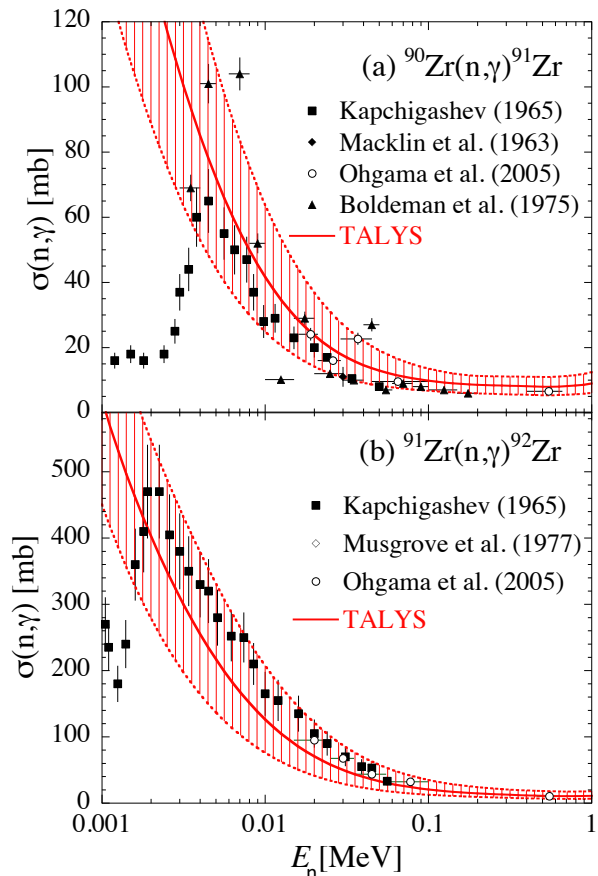 120
100
80
60
40
20
0
σ(n,γ) [mb]
(a) ⁹⁰Zr(n,γ)⁹¹Zr
Kapchigashev (1965)
Macklin et al. (1963)
Ohgama et al. (2005)
Boldeman et al. (1975)
TALYS
500
400
300
200
100
0
σ(n,γ) [mb]
(b) ⁹¹Zr(n,γ)⁹²Zr
Kapchigashev (1965)
Musgrove et al. (1977)
Ohgama et al. (2005)
TALYS
0.001 0.01 0.1 1
Eₙ[MeV]